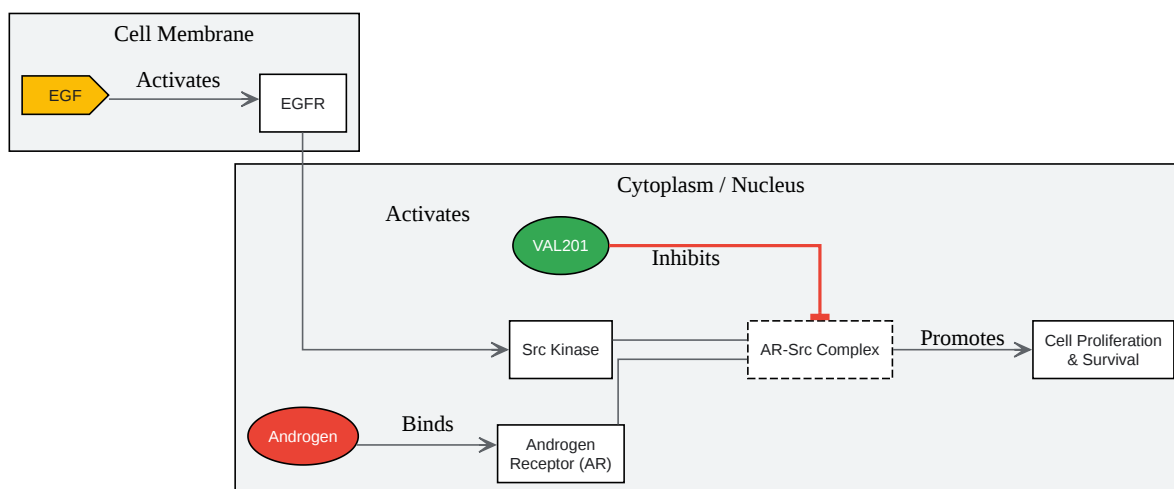 Cell Membrane
EGF
Activates
EGFR
Cytoplasm / Nucleus
Activates
VAL201
Inhibits
Src Kinase
AR-Src Complex
Promotes
Cell Proliferation
& Survival
Androgen
Binds
Androgen
Receptor (AR)